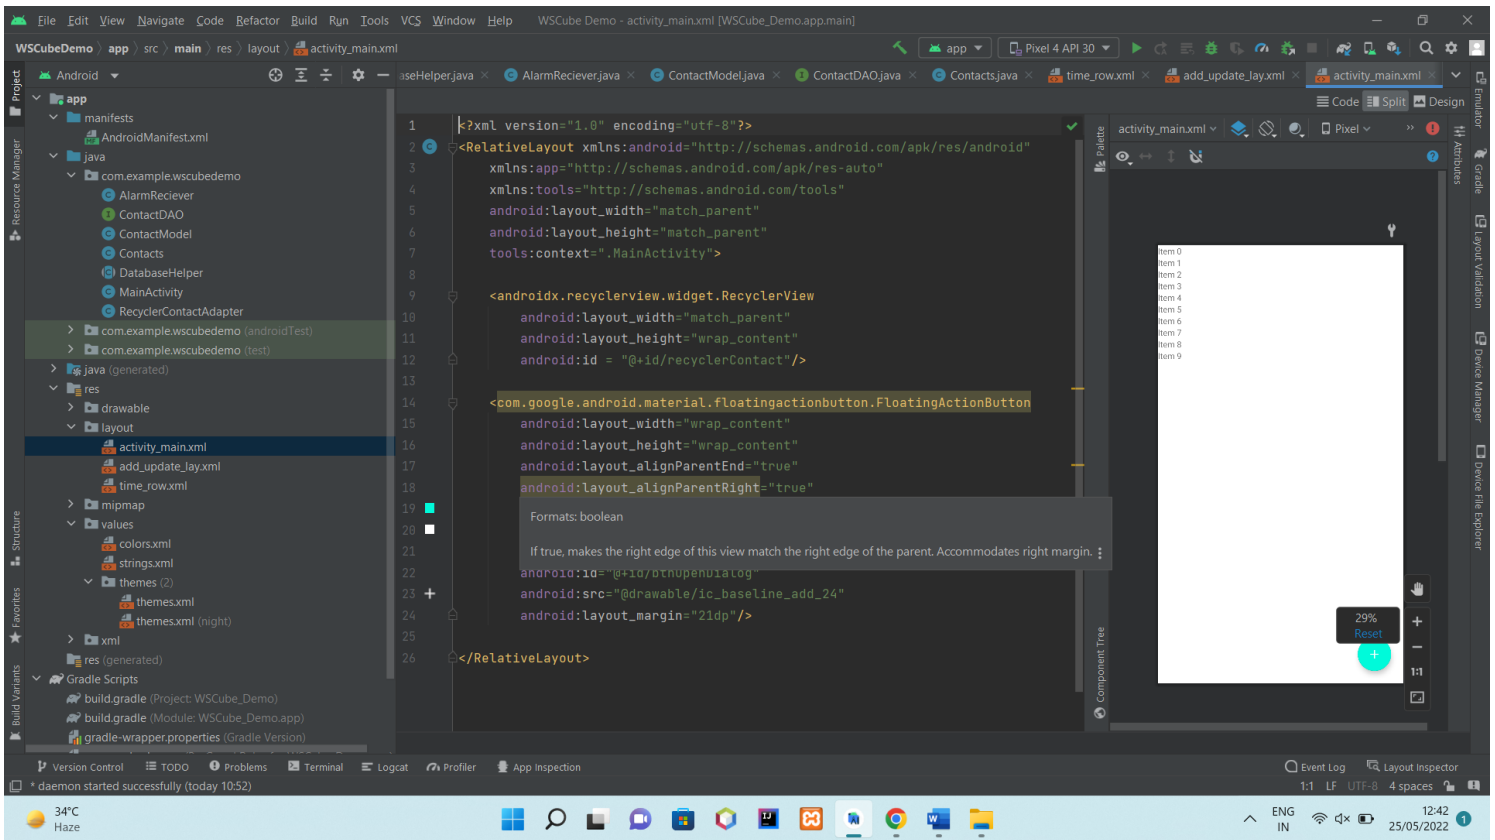 File Edit View Navigate Code Refactor Build Run Tools VCS Window Help WSCube Demo - activity_main.xml [WSCube_Demo.app.main]
WSCubeDemo app src main res layout activity_main.xml app Pixel 4 API 30
Android aseHelper.java AlarmReciever.java ContactModel.java ContactDAO.java Contacts.java time_row.xml add_update_lay.xml activity_main.xml
Code Split Design
Project
Resource Manager
Structure
Favorites
Build Variants
app
manifests
AndroidManifest.xml
java
com.example.wscubedemo
AlarmReciever
ContactDAO
ContactModel
Contacts
DatabaseHelper
MainActivity
RecyclerContactAdapter
com.example.wscubedemo (androidTest)
com.example.wscubedemo (test)
java (generated)
res
drawable
layout
activity_main.xml
add_update_lay.xml
time_row.xml
mipmap
values
colors.xml
strings.xml
themes (2)
themes.xml
themes.xml (night)
xml
res (generated)
Gradle Scripts
build.gradle (Project: WSCube_Demo)
build.gradle (Module: WSCube_Demo.app)
gradle-wrapper.properties (Gradle Version)
1 <?xml version="1.0" encoding="utf-8"?>
2 <RelativeLayout xmlns:android="http://schemas.android.com/apk/res/android"
3 xmlns:app="http://schemas.android.com/apk/res-auto"
4 xmlns:tools="http://schemas.android.com/tools"
5 android:layout_width="match_parent"
6 android:layout_height="match_parent"
7 tools:context=".MainActivity">
8
9 <androidx.recyclerview.widget.RecyclerView
10 android:layout_width="match_parent"
11 android:layout_height="wrap_content"
12 android:id = "@+id/recyclerContact"/>
13
14 <com.google.android.material.floatingactionbutton.FloatingActionButton
15 android:layout_width="wrap_content"
16 android:layout_height="wrap_content"
17 android:layout_alignParentEnd="true"
18 android:layout_alignParentRight="true"
19
20
21
Formats: boolean
If true, makes the right edge of this view match the right edge of the parent. Accommodates right margin.
22 android:id="@+id/btnOpenDialog"
23 android:src="@drawable/ic_baseline_add_24"
24 android:layout_margin="21dp"/>
25
26 </RelativeLayout>
Palette
Component Tree
activity_main.xml Pixel
Item 0
Item 1
Item 2
Item 3
Item 4
Item 5
Item 6
Item 7
Item 8
Item 9
29%
Reset
1:1
Attributes
Emulator
Gradle
Layout Validation
Device Manager
Device File Explorer
Version Control TODO Problems Terminal Logcat Profiler App Inspection Event Log Layout Inspector
* daemon started successfully (today 10:52) 1:1 LF UTF-8 4 spaces
34°C
Haze
ENG
IN
12:42
25/05/2022
1